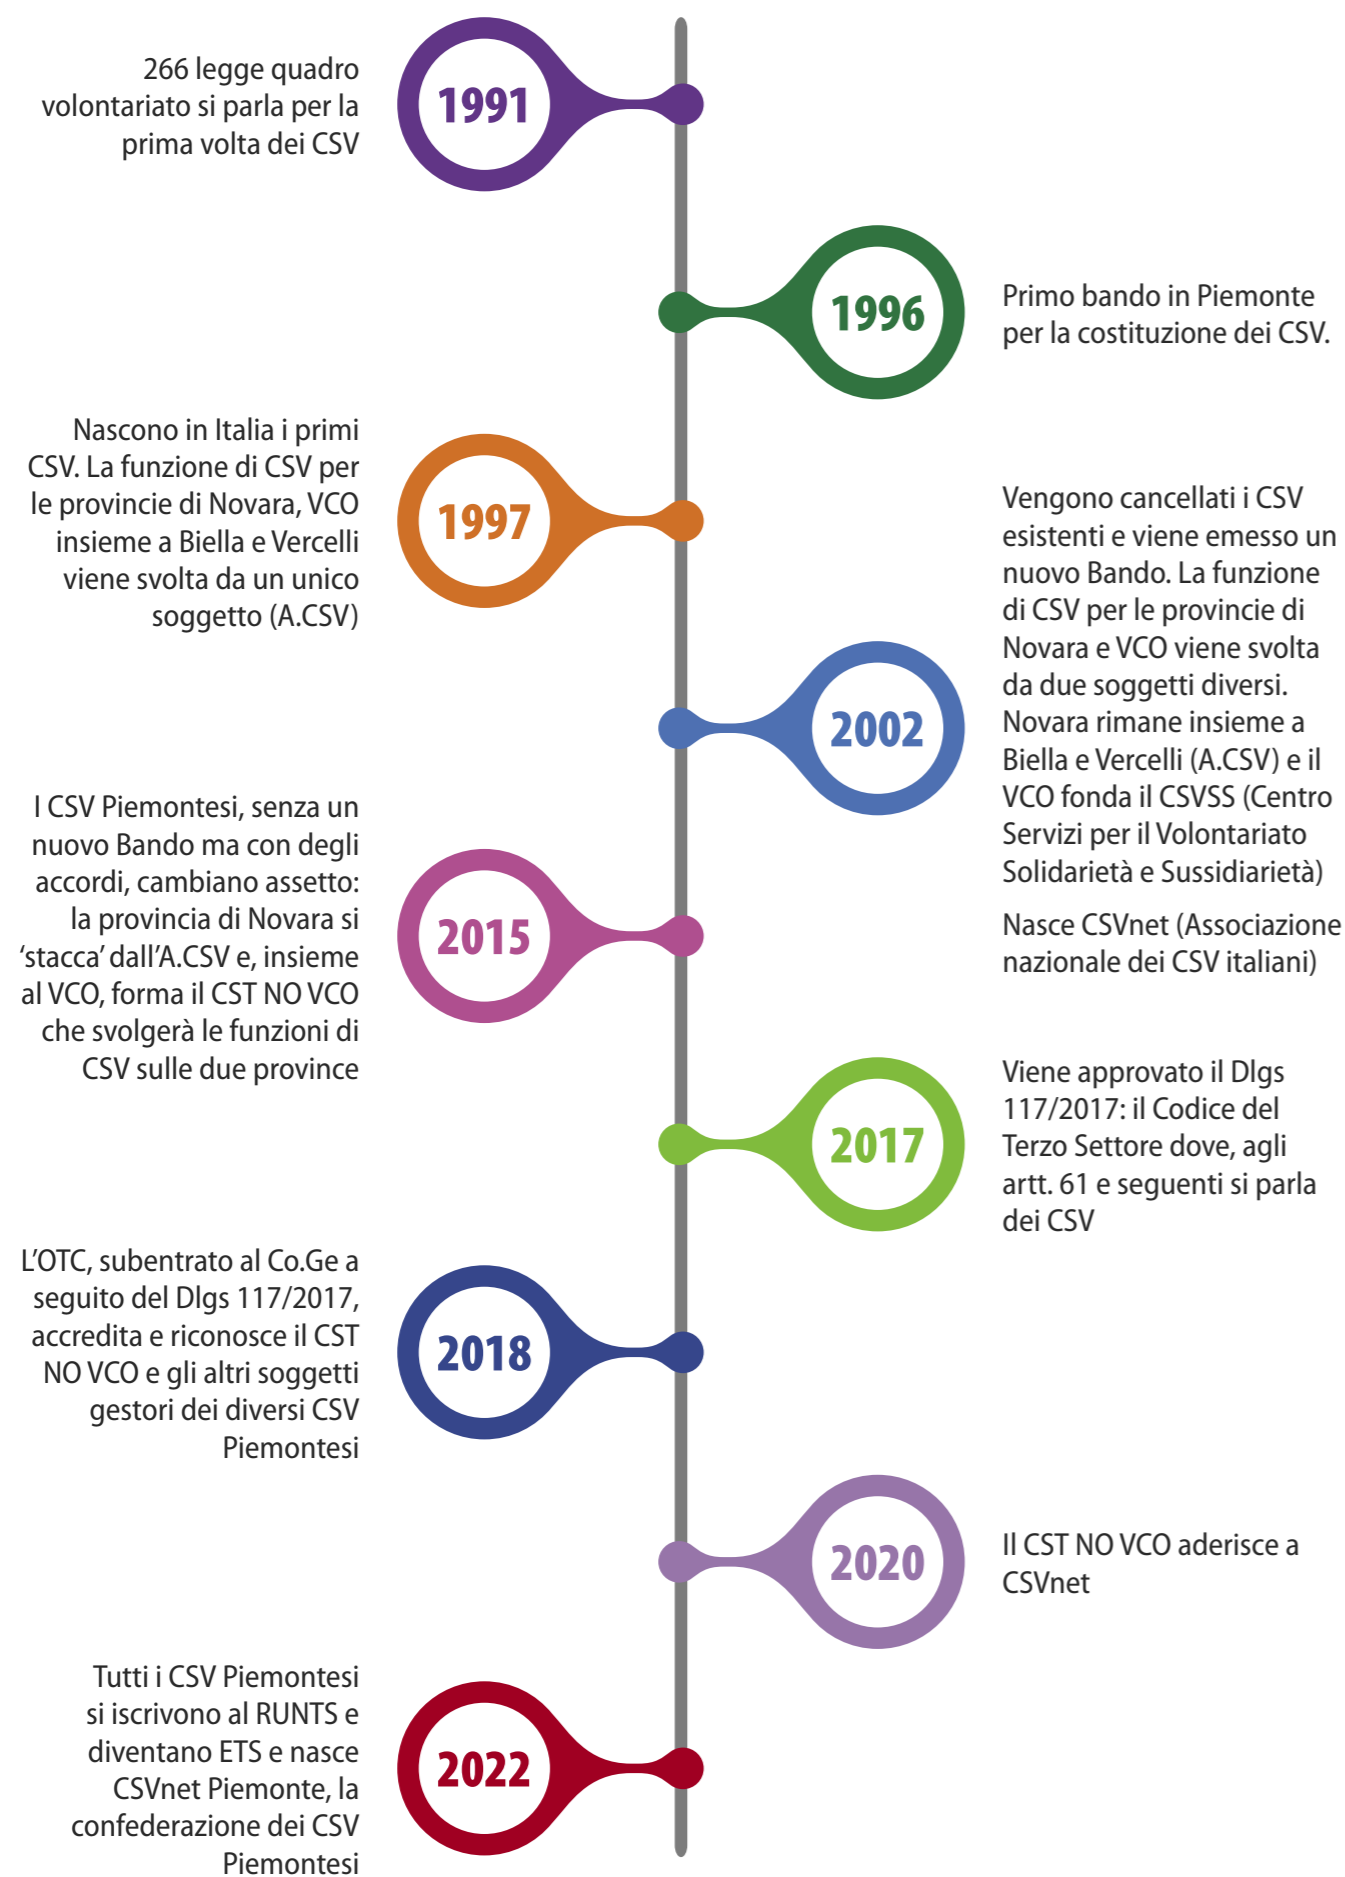 266 legge quadro
volontariato si parla per la
prima volta dei CSV
1991
1996
Primo bando in Piemonte
per la costituzione dei CSV.
Nascono in Italia i primi
CSV. La funzione di CSV per
le provincie di Novara, VCO
insieme a Biella e Vercelli
viene svolta da un unico
soggetto (A.CSV)
1997
2002
Vengono cancellati i CSV
esistenti e viene emesso un
nuovo Bando. La funzione
di CSV per le provincie di
Novara e VCO viene svolta
da due soggetti diversi.
Novara rimane insieme a
Biella e Vercelli (A.CSV) e il
VCO fonda il CSVSS (Centro
Servizi per il Volontariato
Solidarietà e Sussidiarietà)
Nasce CSVnet (Associazione
nazionale dei CSV italiani)
I CSV Piemontesi, senza un
nuovo Bando ma con degli
accordi, cambiano assetto:
la provincia di Novara si
‘stacca’ dall’A.CSV e, insieme
al VCO, forma il CST NO VCO
che svolgerà le funzioni di
CSV sulle due province
2015
2017
Viene approvato il Dlgs
117/2017: il Codice del
Terzo Settore dove, agli
artt. 61 e seguenti si parla
dei CSV
L’OTC, subentrato al Co.Ge a
seguito del Dlgs 117/2017,
accredita e riconosce il CST
NO VCO e gli altri soggetti
gestori dei diversi CSV
Piemontesi
2018
2020
Il CST NO VCO aderisce a
CSVnet
Tutti i CSV Piemontesi
si iscrivono al RUNTS e
diventano ETS e nasce
CSVnet Piemonte, la
confederazione dei CSV
Piemontesi
2022